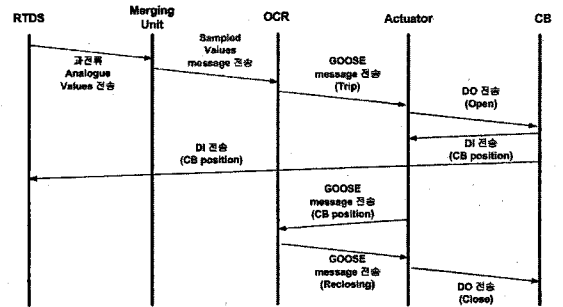 RTDS
Merging
Unit
OCR
Actuator
CB
과전류
Analogue
Values 전송
Sampled
Values
message 전송
GOOSE
message 전송
(Trip)
DO 전송
(Open)
DI 전송
(CB position)
DI 전송
(CB position)
GOOSE
message 전송
(CB position)
GOOSE
message 전송
(Reclosing)
DO 전송
(Close)